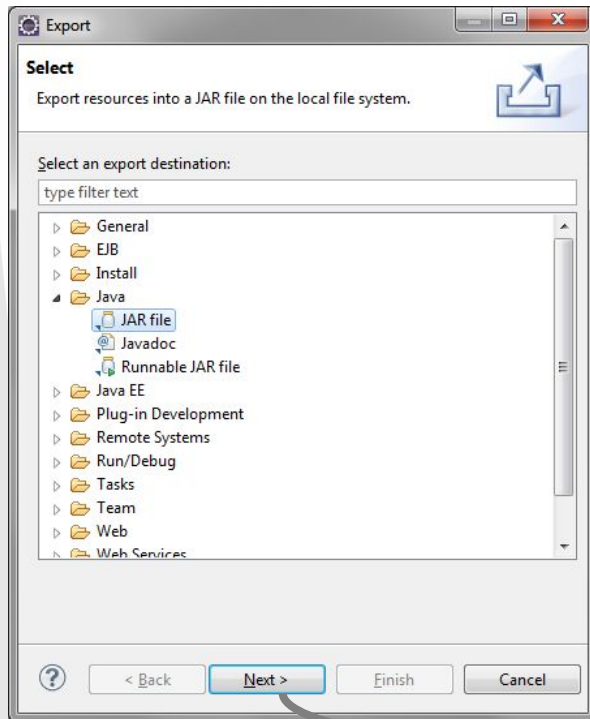 Export
Select
Export resources into a JAR file on the local file system.
Select an export destination:
type filter text
General
EJB
Install
Java
JAR file
Javadoc
Runnable JAR file
Java EE
Plug-in Development
Remote Systems
Run/Debug
Tasks
Team
Web
Web Services
? < Back Next > Finish Cancel